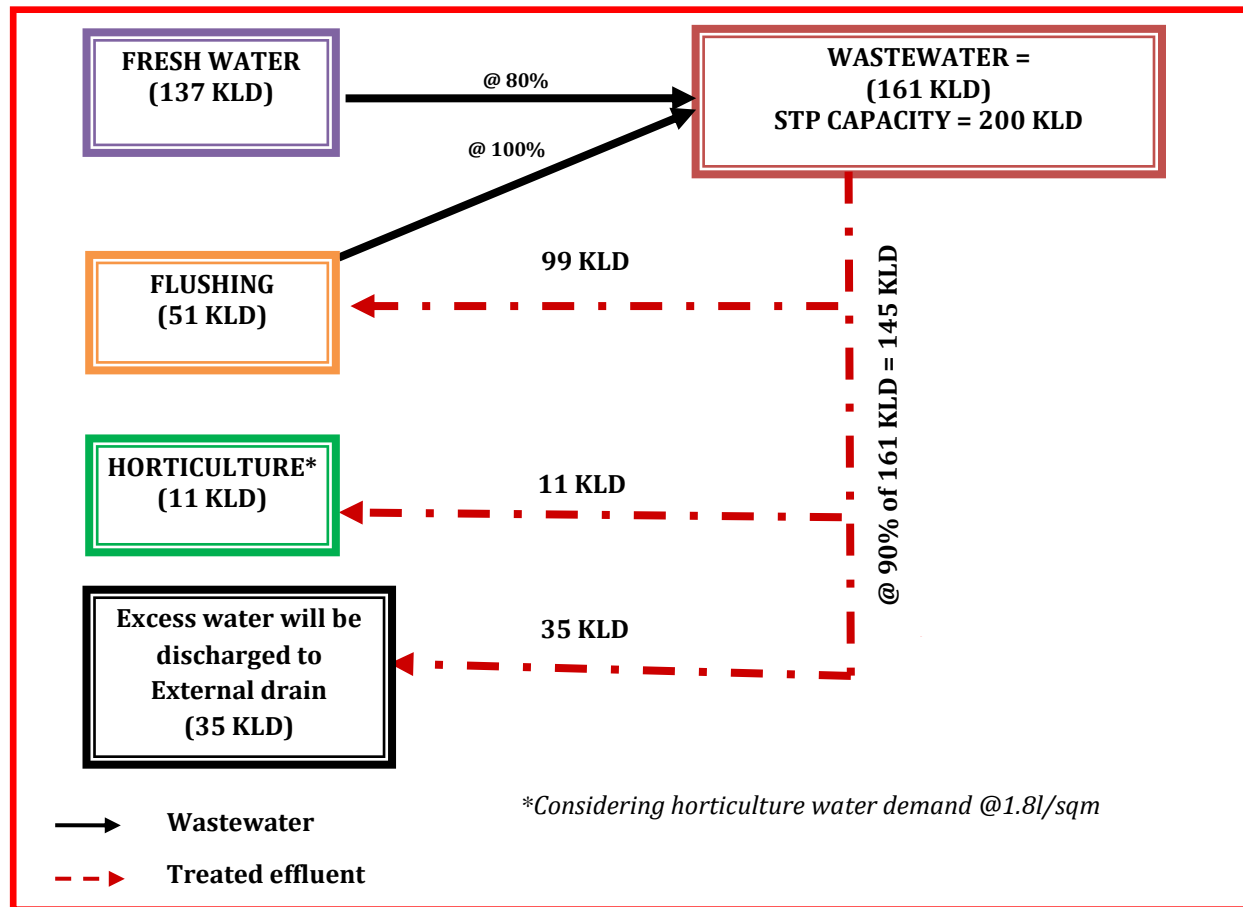 FRESH WATER
(137 KLD)
@ 80%
WASTEWATER =
(161 KLD)
STP CAPACITY = 200 KLD
@ 100%
FLUSHING
(51 KLD)
99 KLD
@ 90% of 161 KLD = 145 KLD
HORTICULTURE*
(11 KLD)
11 KLD
Excess water will be
discharged to
External drain
(35 KLD)
35 KLD
*Considering horticulture water demand @1.8l/sqm
Wastewater
Treated effluent